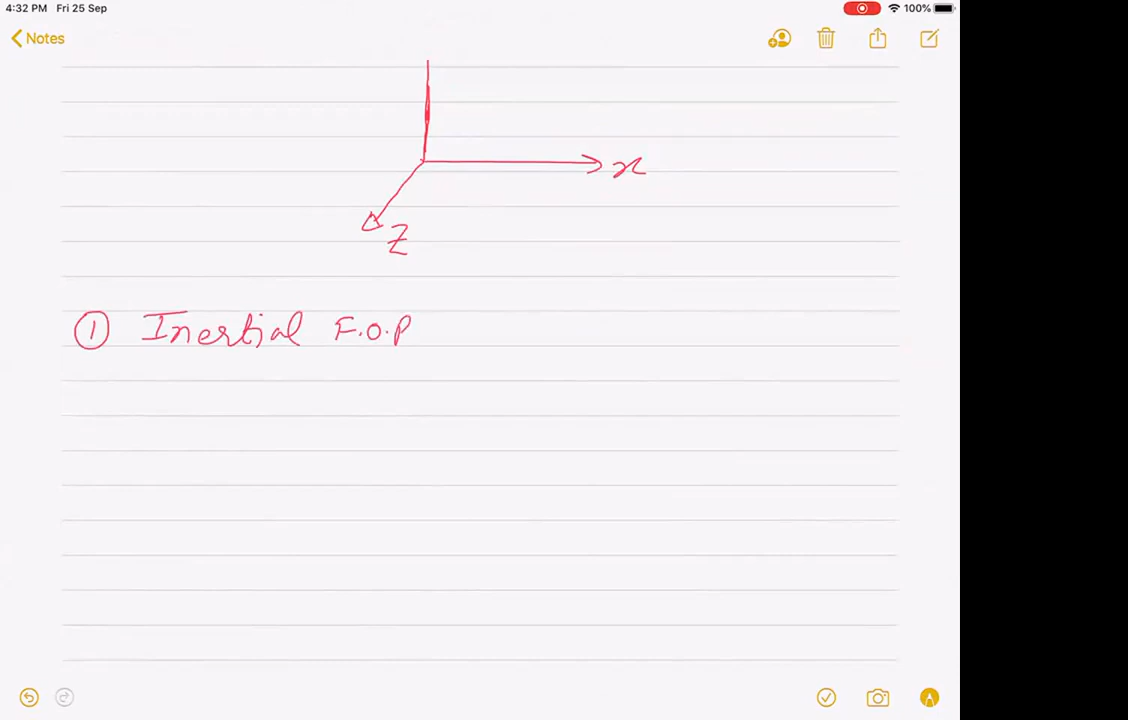 4:32 PM Fri 25 Sep 100%
Notes
x
Z
① Inertial F.O.P